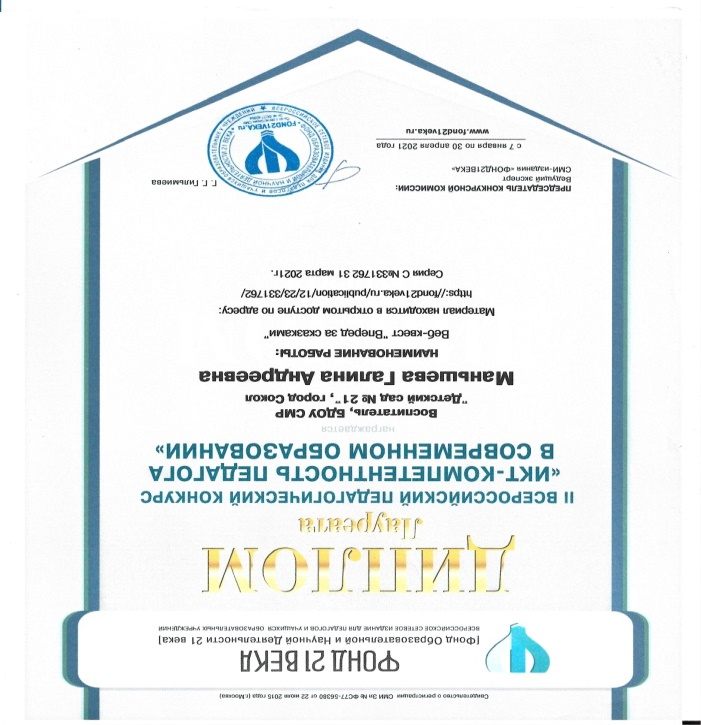 Свидетельство о регистрации СМИ Эл № ФС77-56380 от 22 июня 2015 года (г.Москва)
ФОНД 21 ВЕКА
[Фонд Образовательной и Научной Деятельности 21 века]
ВСЕРОССИЙСКОЕ СЕТЕВОЕ ИЗДАНИЕ ДЛЯ ПЕДАГОГОВ И УЧАЩИХСЯ ОБРАЗОВАТЕЛЬНЫХ УЧРЕЖДЕНИЙ
ДИПЛОМ
Лауреата
II ВСЕРОССИЙСКИЙ ПЕДАГОГИЧЕСКИЙ КОНКУРС
«ИКТ-КОМПЕТЕНТНОСТЬ ПЕДАГОГА
В СОВРЕМЕННОМ ОБРАЗОВАНИИ»
награждается
Воспитатель, БДОУ СМР
"Детский сад № 21", город Сокол
Маньшева Галина Андреевна
НАИМЕНОВАНИЕ РАБОТЫ:
Веб-квест "Вперед за сказками"
Материал находится в открытом доступе по адресу:
https://fond21veka.ru/publication/12/23/331762/
Серия С №331762 31 марта 2021г.
ПРЕДСЕДАТЕЛЬ КОНКУРСНОЙ КОМИССИИ:
Ведущий эксперт
СМИ-издания «ФОНД21ВЕКА»
Г. Г. Гильмиева
с 7 января по 30 апреля 2021 года
www.fond21veka.ru
FOND21VEKA.ru